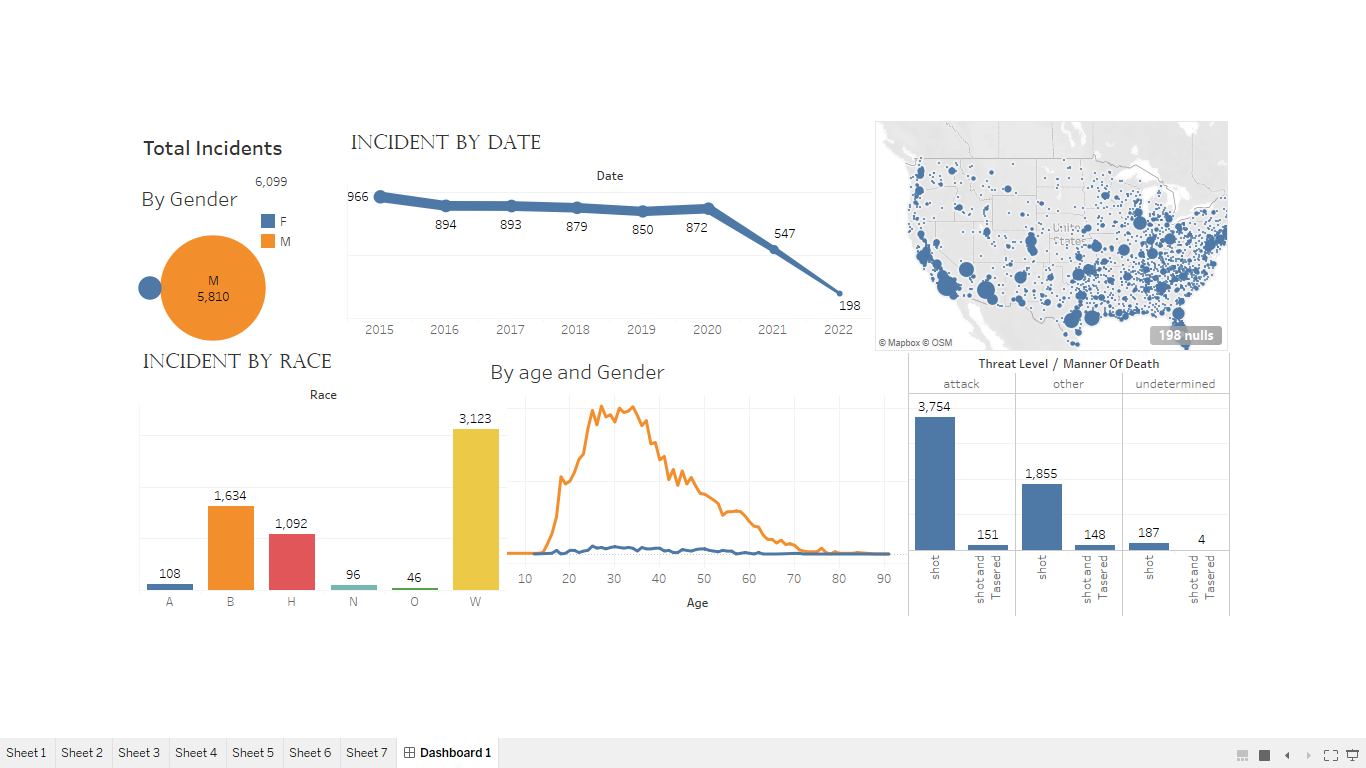 Total Incidents
6,099
By Gender
F
M
M
5,810
INCIDENT BY DATE
Date
966
894
893
879
850
872
547
198
2015 2016 2017 2018 2019 2020 2021 2022
United States
198 nulls
© Mapbox © OSM
INCIDENT BY RACE
Race
108
1,634
1,092
96
46
3,123
A B H N O W
By age and Gender
10 20 30 40 50 60 70 80 90
Age
Threat Level / Manner Of Death
attack other undetermined
3,754
151
1,855
148
187
4
shot
shot and Tasered
shot
shot and Tasered
shot
shot and Tasered
Sheet 1 Sheet 2 Sheet 3 Sheet 4 Sheet 5 Sheet 6 Sheet 7 Dashboard 1